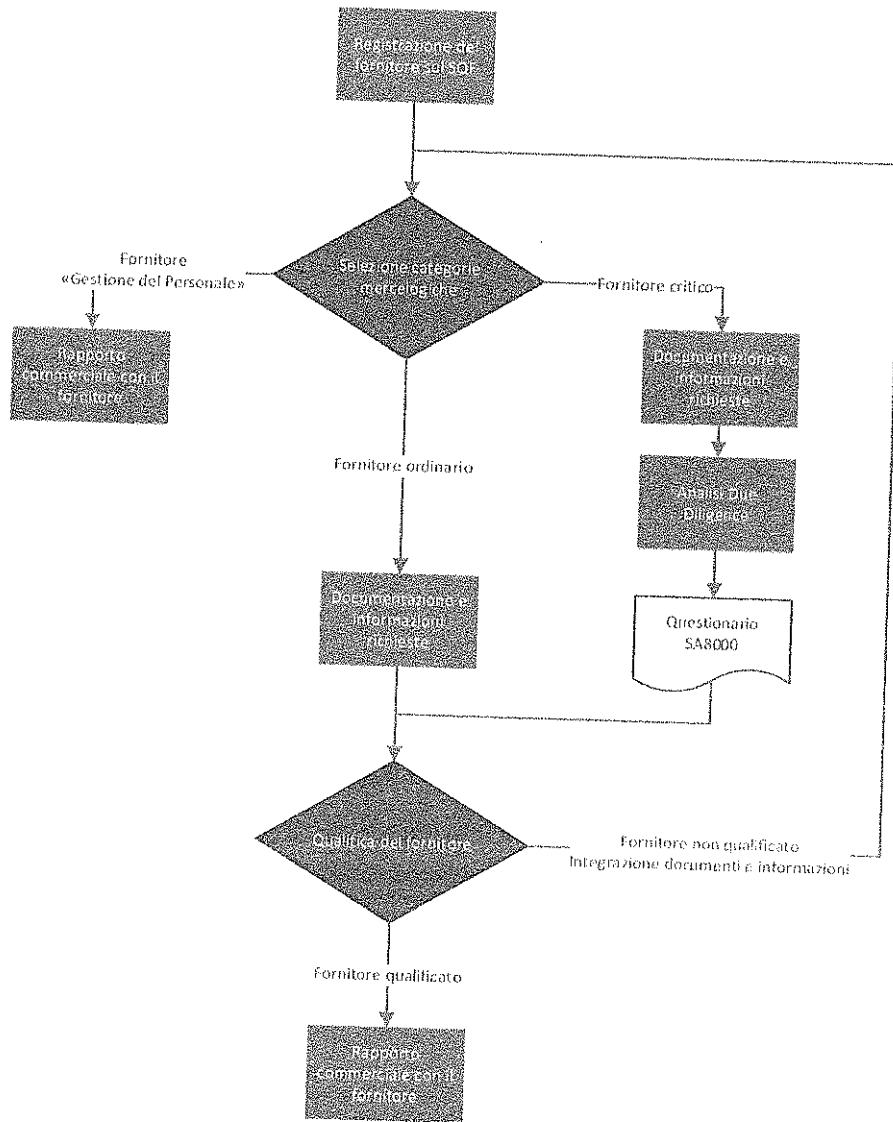 Registrazione del
fornitore sul SQF
Selezione categorie
merceologiche
Fornitore
«Gestione del Personale»
Fornitore critico
Rapporto
commerciale con il
fornitore
Documentazione e
informazioni
richieste
Fornitore ordinario
Analisi Due
Diligence
Documentazione e
informazioni
richieste
Questionario
SA8000
Qualifica del fornitore
Fornitore non qualificato
Integrazione documenti e informazioni
Fornitore qualificato
Rapporto
commerciale con il
fornitore